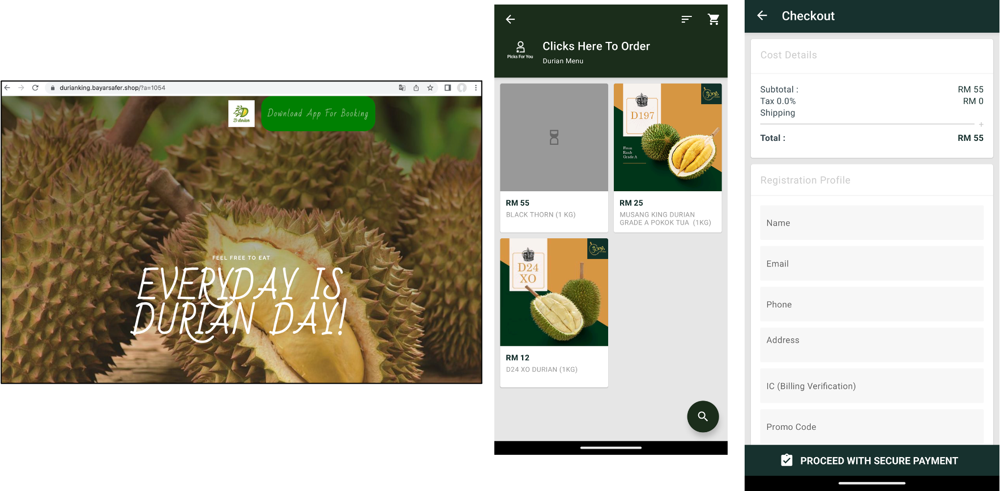 durianking.bayarsafer.shop/?a=1054
D durian
Download App For Booking
FEEL FREE TO EAT
EVERYDAY IS
DURIAN DAY!
Picks For You
Clicks Here To Order
Durian Menu
RM 55
BLACK THORN (1 KG)
D197
From
Raub
Grade A
King
RM 25
MUSANG KING DURIAN
GRADE A POKOK TUA (1KG)
D24
XO
King
RM 12
D24 XO DURIAN (1KG)
Checkout
Cost Details
Subtotal : RM 55
Tax 0.0% RM 0
Shipping
+
Total : RM 55
Registration Profile
Name
Email
Phone
Address
IC (Billing Verification)
Promo Code
PROCEED WITH SECURE PAYMENT